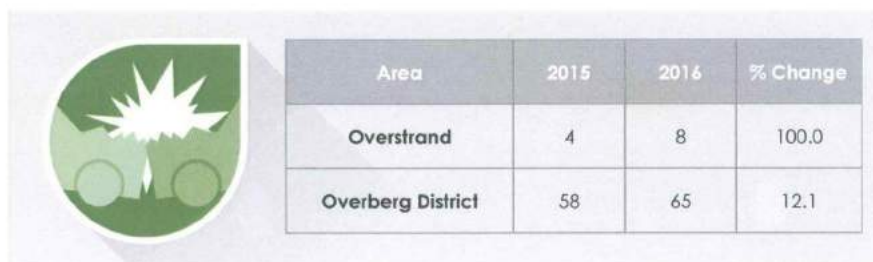 Area 2015 2016 % Change
Overstrand 4 8 100.0
Overberg District 58 65 12.1